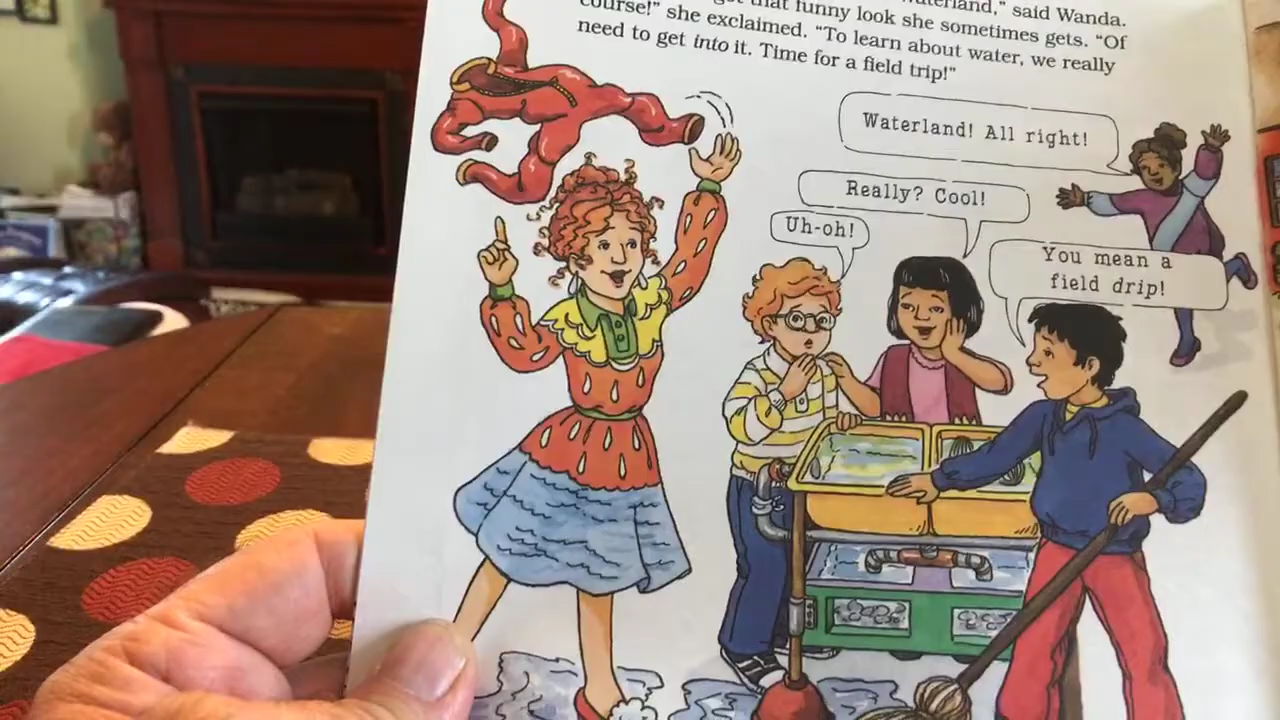 waterland," said Wanda.
that funny look she sometimes gets. "Of
course!" she exclaimed. "To learn about water, we really
need to get into it. Time for a field trip!"
Waterland! All right!
Really? Cool!
Uh-oh!
You mean a
field drip!